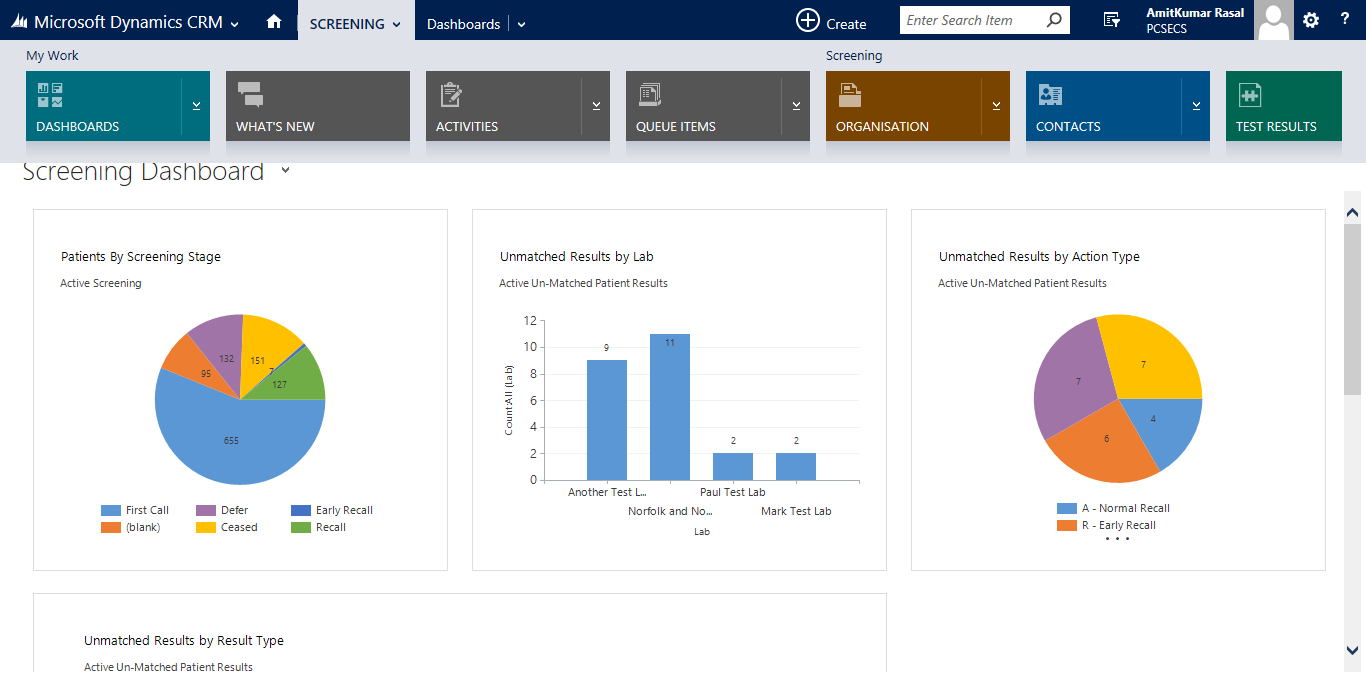 Microsoft Dynamics CRM
SCREENING
Dashboards
Create
Enter Search Item
AmitKumar Rasal
PCSECS
?
My Work
Screening
DASHBOARDS
WHAT'S NEW
ACTIVITIES
QUEUE ITEMS
ORGANISATION
CONTACTS
TEST RESULTS
Screening Dashboard
Patients By Screening Stage
Active Screening
132
151
7
95
127
655
First Call
Defer
Early Recall
(blank)
Ceased
Recall
Unmatched Results by Lab
Active Un-Matched Patient Results
CountAll (Lab)
12
10
8
6
4
2
0
9
11
2
2
Another Test L...
Paul Test Lab
Norfolk and No...
Mark Test Lab
Lab
Unmatched Results by Action Type
Active Un-Matched Patient Results
7
7
4
6
A - Normal Recall
R - Early Recall
• • •
Unmatched Results by Result Type
Active Un-Matched Patient Results